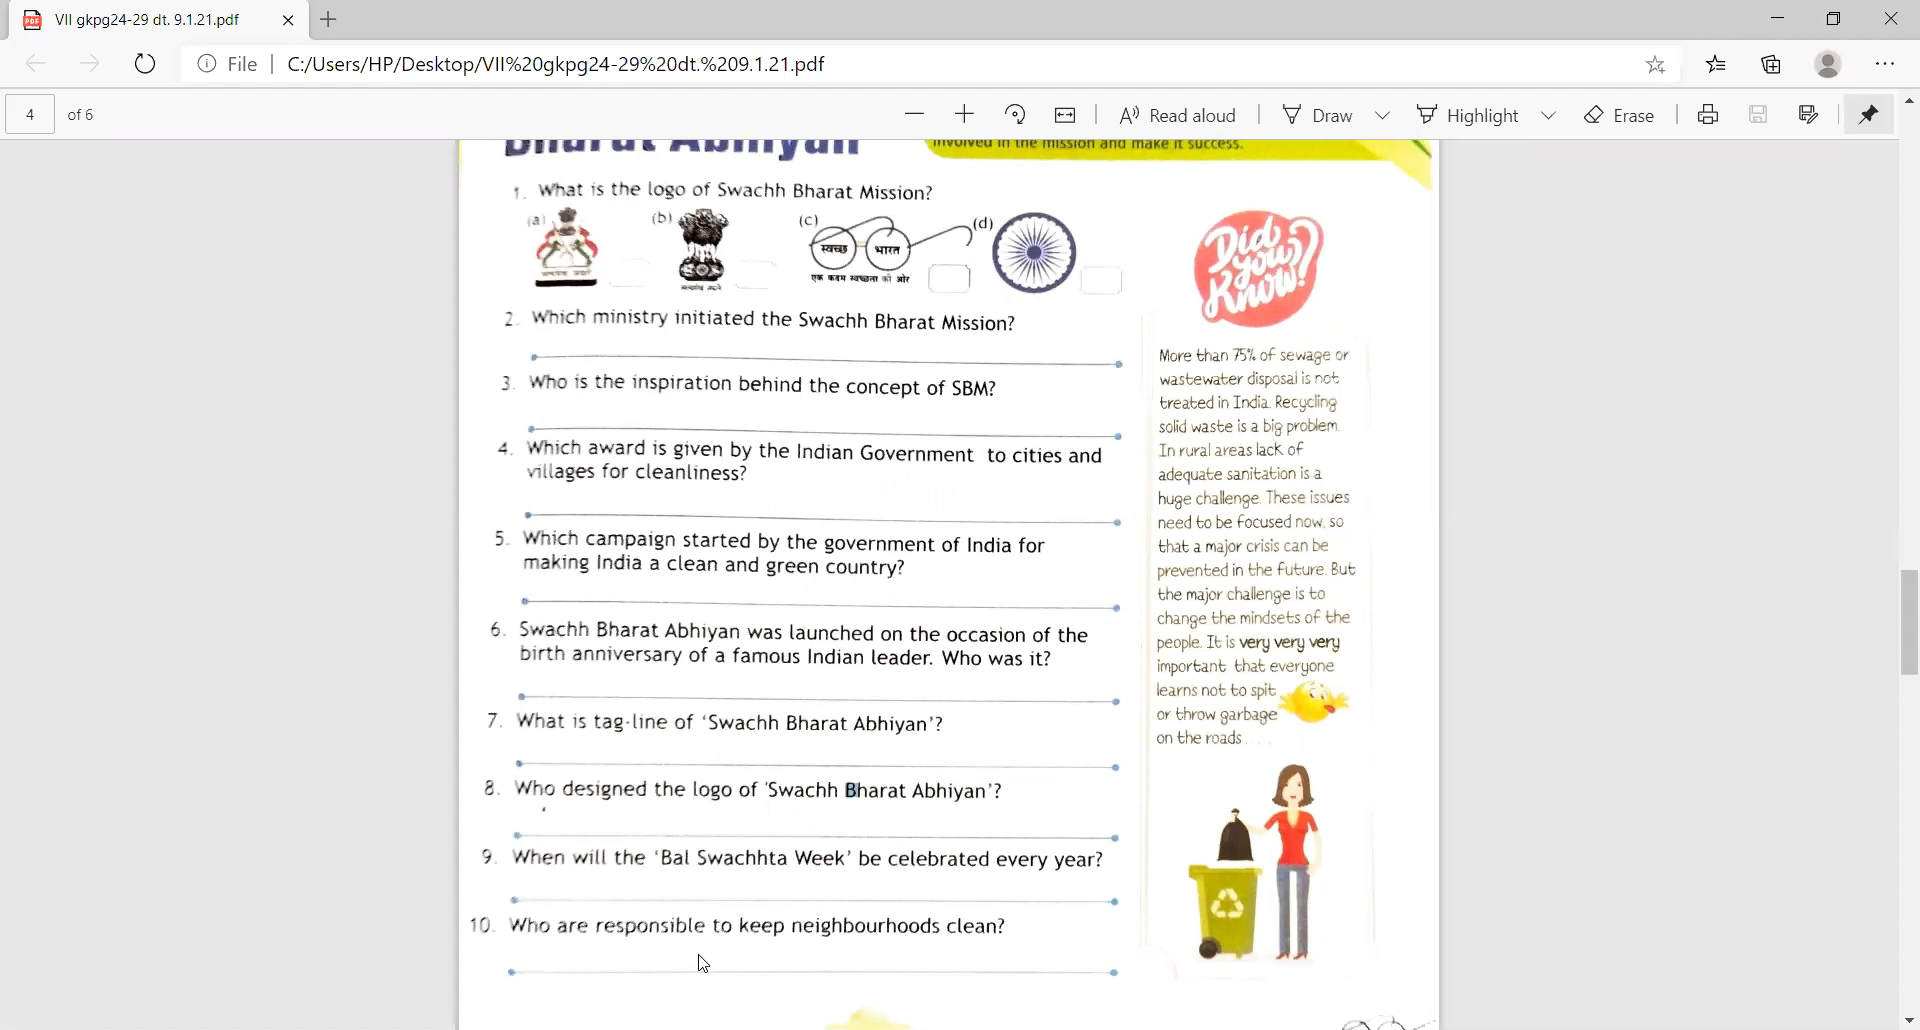 VII gkpg24-29 dt. 9.1.21.pdf
File
C:/Users/HP/Desktop/VII%20gkpg24-29%20dt.%209.1.21.pdf
4 of 6
Read aloud
Draw
Highlight
Erase
Bharat Abhiyan
involved in the mission and make it success.
1. What is the logo of Swachh Bharat Mission?
(a) (b) (c) (d)
स्वच्छ भारत
एक कदम स्वच्छता की ओर
2. Which ministry initiated the Swachh Bharat Mission?
3. Who is the inspiration behind the concept of SBM?
4. Which award is given by the Indian Government to cities and
villages for cleanliness?
5. Which campaign started by the government of India for
making India a clean and green country?
6. Swachh Bharat Abhiyan was launched on the occasion of the
birth anniversary of a famous Indian leader. Who was it?
7. What is tag-line of ‘Swachh Bharat Abhiyan’?
8. Who designed the logo of ‘Swachh Bharat Abhiyan’?
9. When will the ‘Bal Swachhta Week’ be celebrated every year?
10. Who are responsible to keep neighbourhoods clean?
Did
you
Know?
More than 75% of sewage or
wastewater disposal is not
treated in India. Recycling
solid waste is a big problem.
In rural areas lack of
adequate sanitation is a
huge challenge. These issues
need to be focused now, so
that a major crisis can be
prevented in the future. But
the major challenge is to
change the mindsets of the
people. It is very very very
important that everyone
learns not to spit
or throw garbage
on the roads . . .